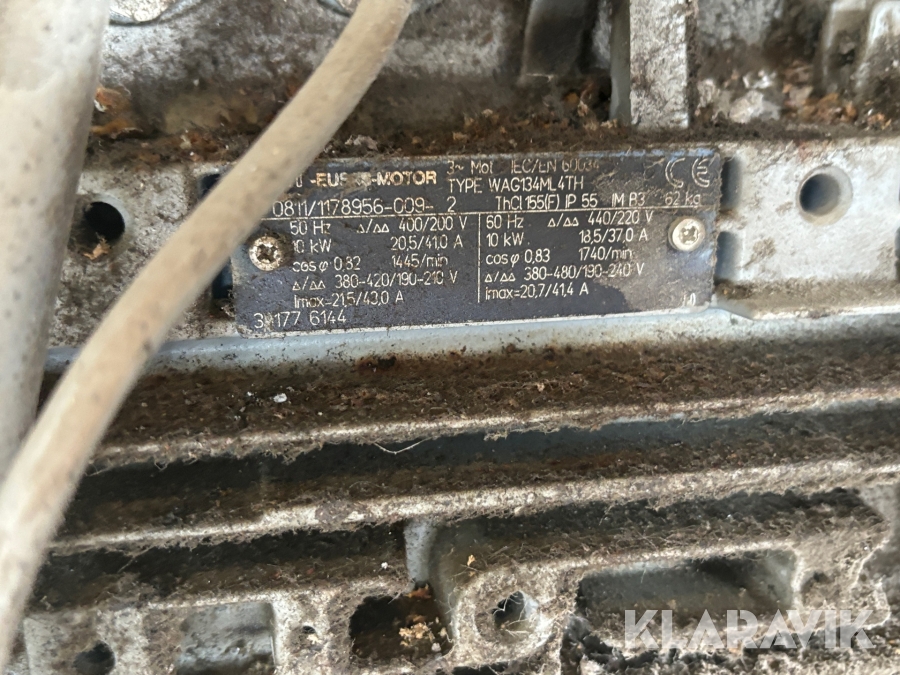 -MOTOR 3~ Mot IEC/EN 60034
TYPE WAG134ML4TH CE
0811/1178956-009- 2 ThCl 155(F) IP 55 IM B3 62 kg
50 Hz Δ/ΔΔ 400/200 V 60 Hz Δ/ΔΔ 440/220 V
10 kW 20,5/41,0 A 10 kW 18,5/37,0 A
cos φ 0,82 1445/min cos φ 0,83 1740/min
Δ/ΔΔ 380-420/190-210 V Δ/ΔΔ 380-480/190-240 V
Imax=21,5/43,0 A Imax=20,7/41,4 A
177 6144
KLARAVIK